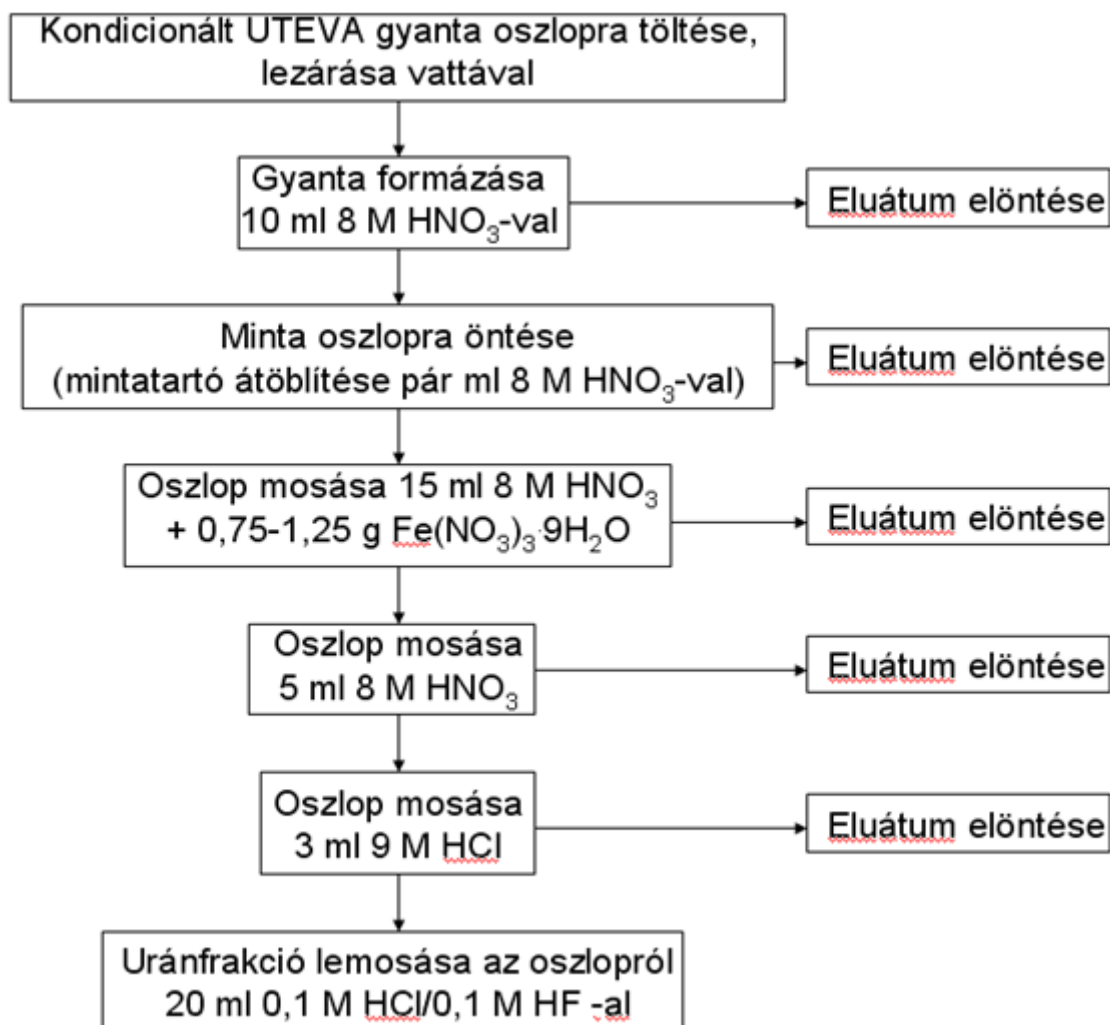 Kondicionált UTEVA gyanta oszlopra töltése,
lezárása vattával
Gyanta formázása
10 ml 8 M HNO₃-val
Eluátum elöntése
Minta oszlopra öntése
(mintatartó átöblítése pár ml 8 M HNO₃-val)
Eluátum elöntése
Oszlop mosása 15 ml 8 M HNO₃
+ 0,75-1,25 g Fe(NO₃)₃·9H₂O
Eluátum elöntése
Oszlop mosása
5 ml 8 M HNO₃
Eluátum elöntése
Oszlop mosása
3 ml 9 M HCl
Eluátum elöntése
Uránfrakció lemosása az oszlopról
20 ml 0,1 M HCl/0,1 M HF -al